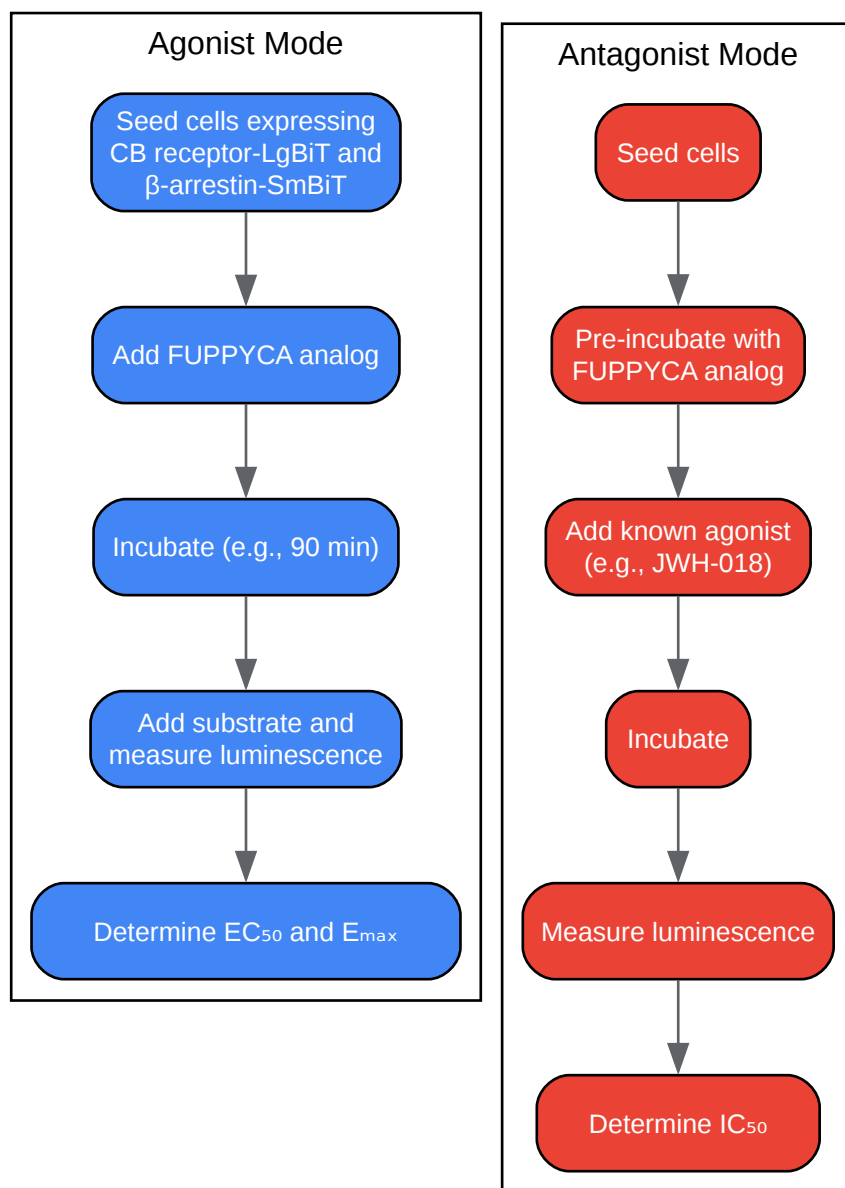 Agonist Mode
Seed cells expressing
CB receptor-LgBiT and
β-arrestin-SmBiT
Add FUPPYCA analog
Incubate (e.g., 90 min)
Add substrate and
measure luminescence
Determine EC₅₀ and Eₘₐₓ
Antagonist Mode
Seed cells
Pre-incubate with
FUPPYCA analog
Add known agonist
(e.g., JWH-018)
Incubate
Measure luminescence
Determine IC₅₀